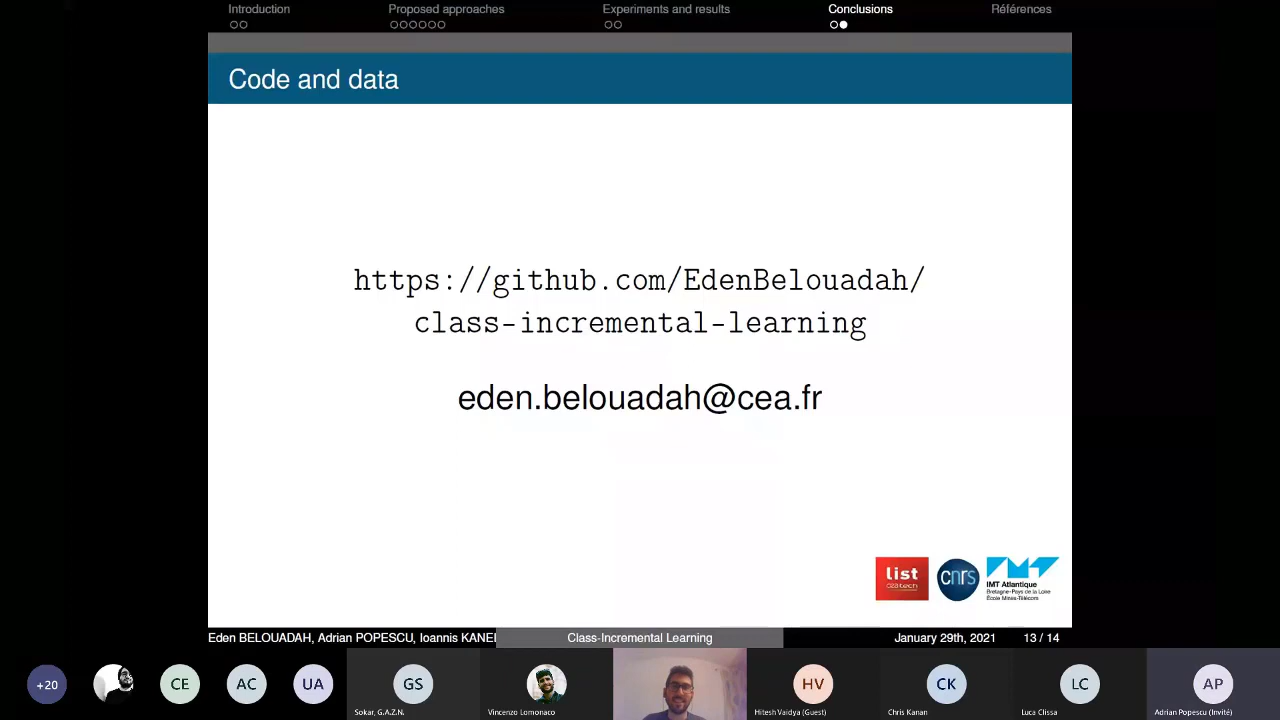 Introduction
Proposed approaches
Experiments and results
Conclusions
Références
Code and data
https://github.com/EdenBelouadah/
class-incremental-learning
eden.belouadah@cea.fr
list
ceatech
cnrs
IMT Atlantique
Bretagne-Pays de la Loire
École Mines-Télécom
Eden BELOUADAH, Adrian POPESCU, Ioannis KANE
Class-Incremental Learning
January 29th, 2021
13 / 14
+20
CE
AC
UA
GS
HV
CK
LC
AP
Sokar, G.A.Z.N.
Vincenzo Lomonaco
Hitesh Vaidya (Guest)
Chris Kanan
Luca Clissa
Adrian Popescu (Invité)